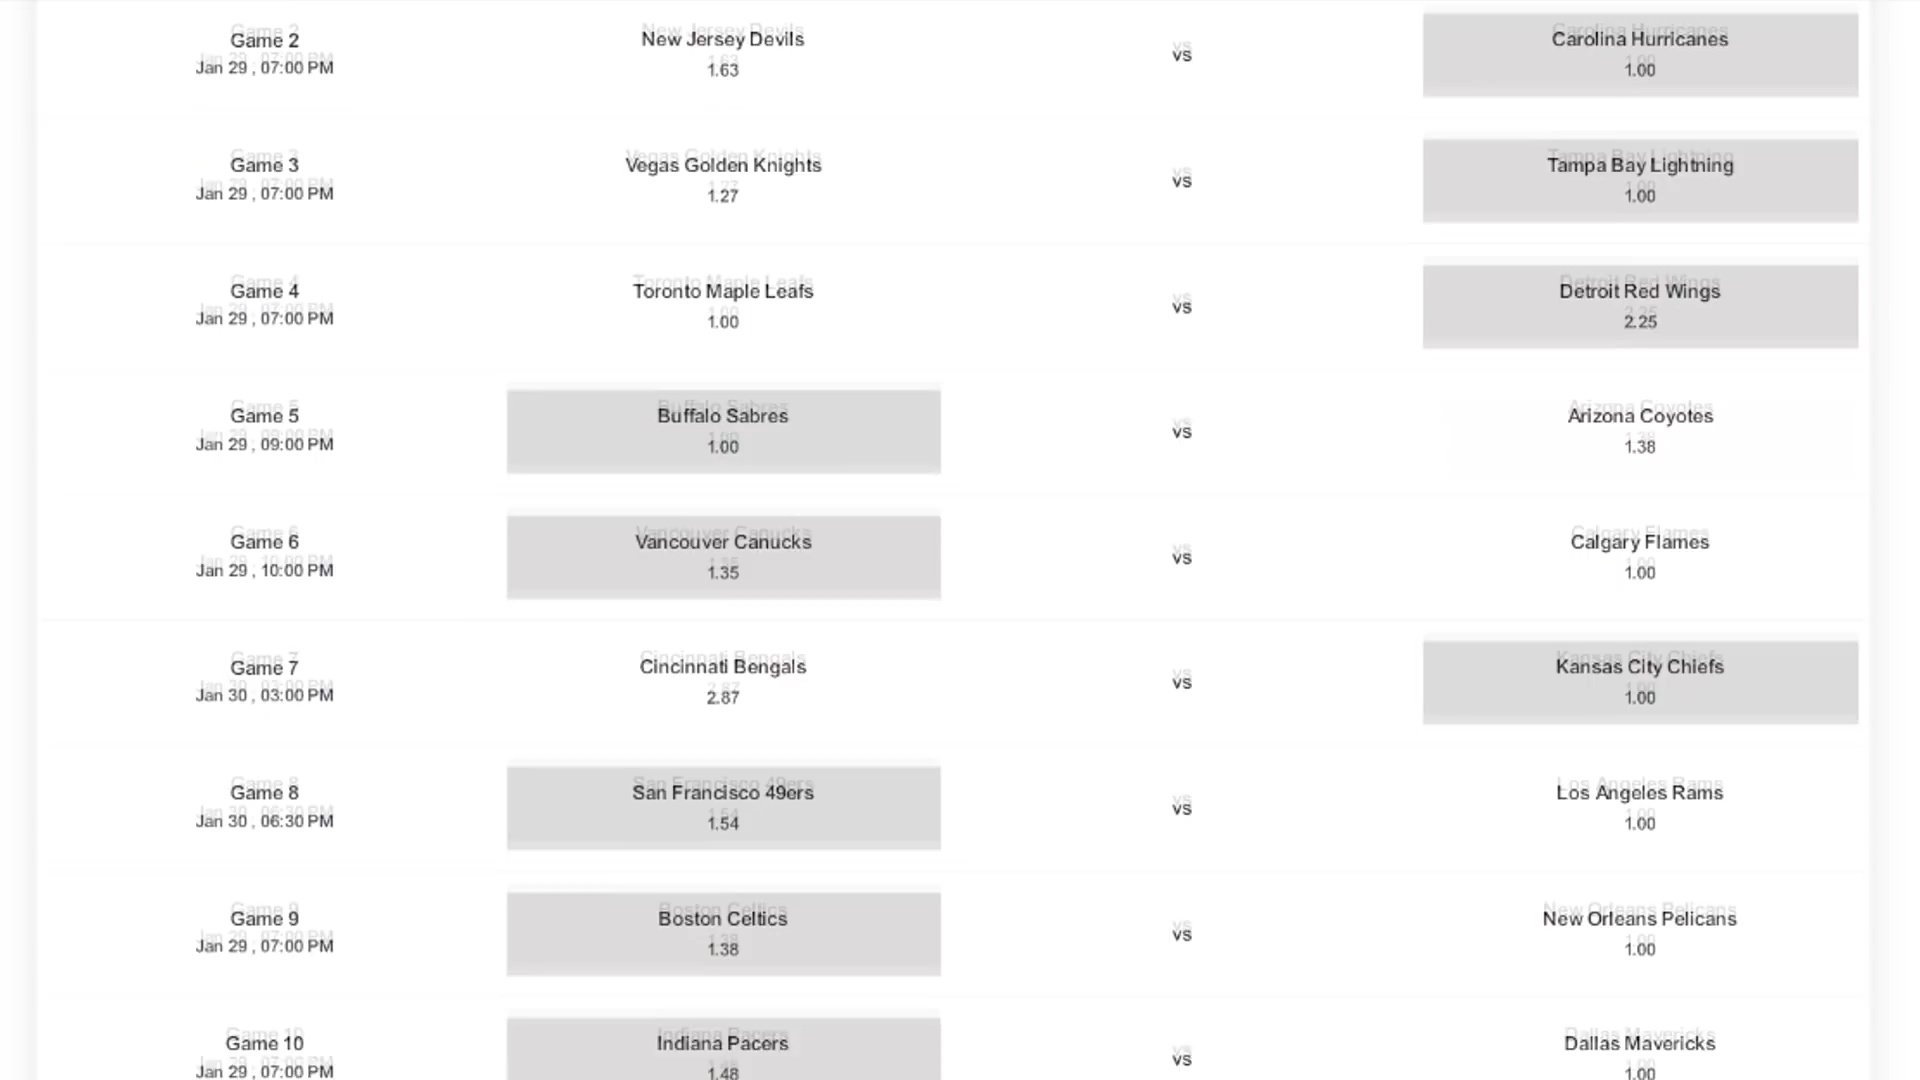 Game 2
Jan 29 , 07:00 PM
New Jersey Devils
1.63
vs
Carolina Hurricanes
1.00
Game 3
Jan 29 , 07:00 PM
Vegas Golden Knights
1.27
vs
Tampa Bay Lightning
1.00
Game 4
Jan 29 , 07:00 PM
Toronto Maple Leafs
1.00
vs
Detroit Red Wings
2.25
Game 5
Jan 29 , 09:00 PM
Buffalo Sabres
1.00
vs
Arizona Coyotes
1.38
Game 6
Jan 29 , 10:00 PM
Vancouver Canucks
1.35
vs
Calgary Flames
1.00
Game 7
Jan 30 , 03:00 PM
Cincinnati Bengals
2.87
vs
Kansas City Chiefs
1.00
Game 8
Jan 30 , 06:30 PM
San Francisco 49ers
1.54
vs
Los Angeles Rams
1.00
Game 9
Jan 29 , 07:00 PM
Boston Celtics
1.38
vs
New Orleans Pelicans
1.00
Game 10
Jan 29 , 07:00 PM
Indiana Pacers
1.48
vs
Dallas Mavericks
1.00